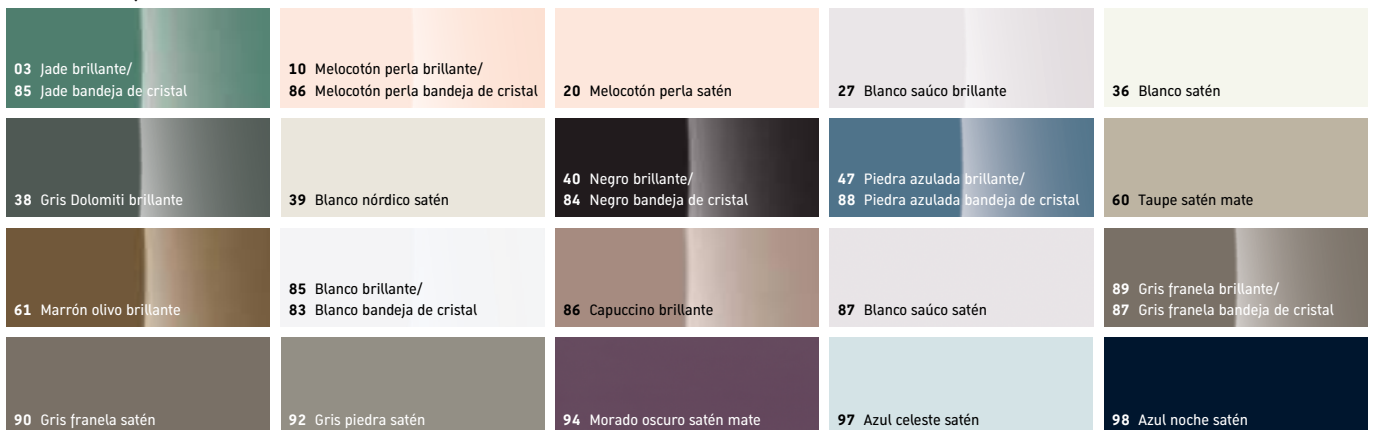 03 Jade brillante/
85 Jade bandeja de cristal
10 Melocotón perla brillante/
86 Melocotón perla bandeja de cristal
20 Melocotón perla satén
27 Blanco saúco brillante
36 Blanco satén
38 Gris Dolomiti brillante
39 Blanco nórdico satén
40 Negro brillante/
84 Negro bandeja de cristal
47 Piedra azulada brillante/
88 Piedra azulada bandeja de cristal
60 Taupe satén mate
61 Marrón olivo brillante
85 Blanco brillante/
83 Blanco bandeja de cristal
86 Capuccino brillante
87 Blanco saúco satén
89 Gris franela brillante/
87 Gris franela bandeja de cristal
90 Gris franela satén
92 Gris piedra satén
94 Morado oscuro satén mate
97 Azul celeste satén
98 Azul noche satén